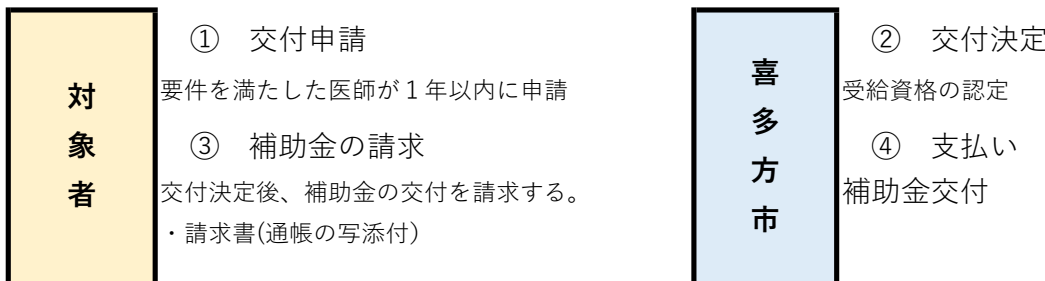 対象者
① 交付申請
要件を満たした医師が１年以内に申請
③ 補助金の請求
交付決定後、補助金の交付を請求する。
・請求書(通帳の写添付)
喜多方市
② 交付決定
受給資格の認定
④ 支払い
補助金交付